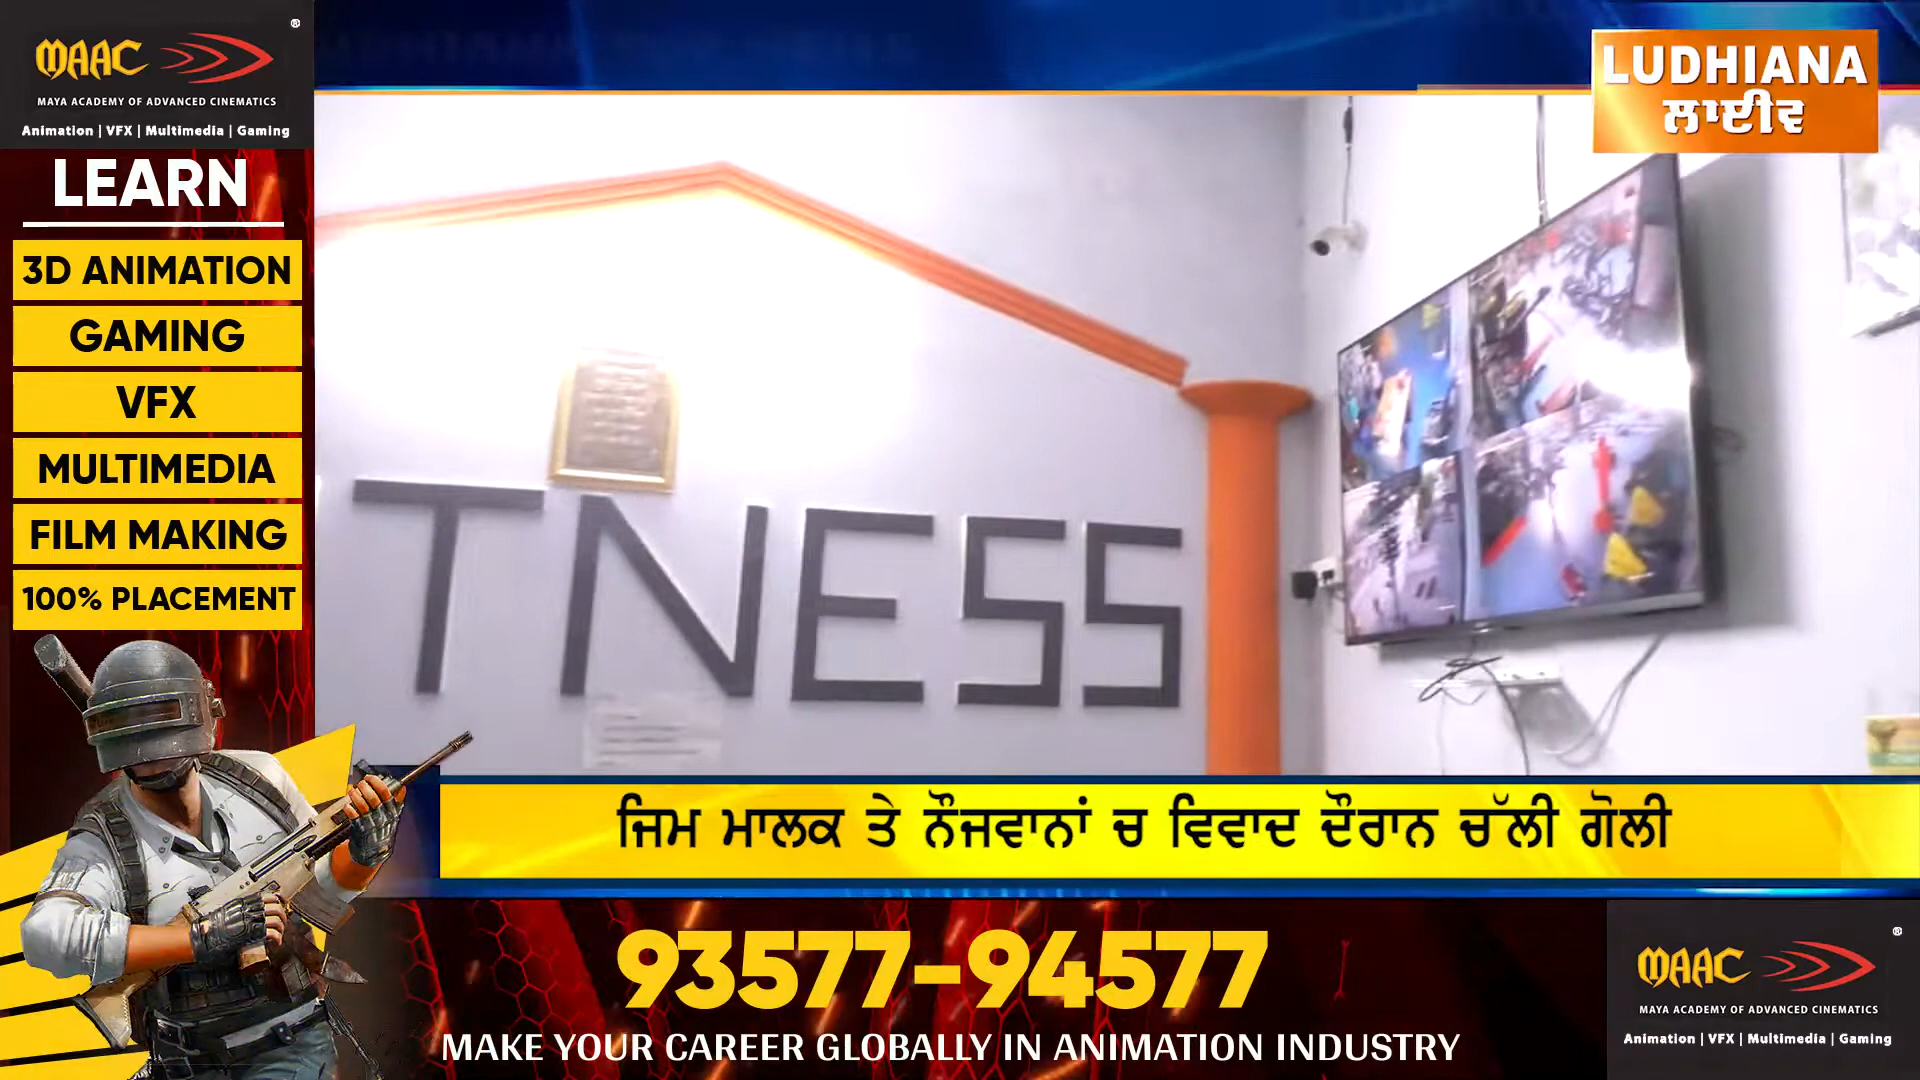 MAAC
MAYA ACADEMY OF ADVANCED CINEMATICS
Animation | VFX | Multimedia | Gaming
LEARN
3D ANIMATION
GAMING
VFX
MULTIMEDIA
FILM MAKING
100% PLACEMENT
LUDHIANA
ਲਾਈਵ
TNESS
ਜਿਮ ਮਾਲਕ ਤੇ ਨੌਜਵਾਨਾਂ ਚ ਵਿਵਾਦ ਦੌਰਾਨ ਚੱਲੀ ਗੋਲੀ
93577-94577
MAKE YOUR CAREER GLOBALLY IN ANIMATION INDUSTRY
MAAC
MAYA ACADEMY OF ADVANCED CINEMATICS
Animation | VFX | Multimedia | Gaming